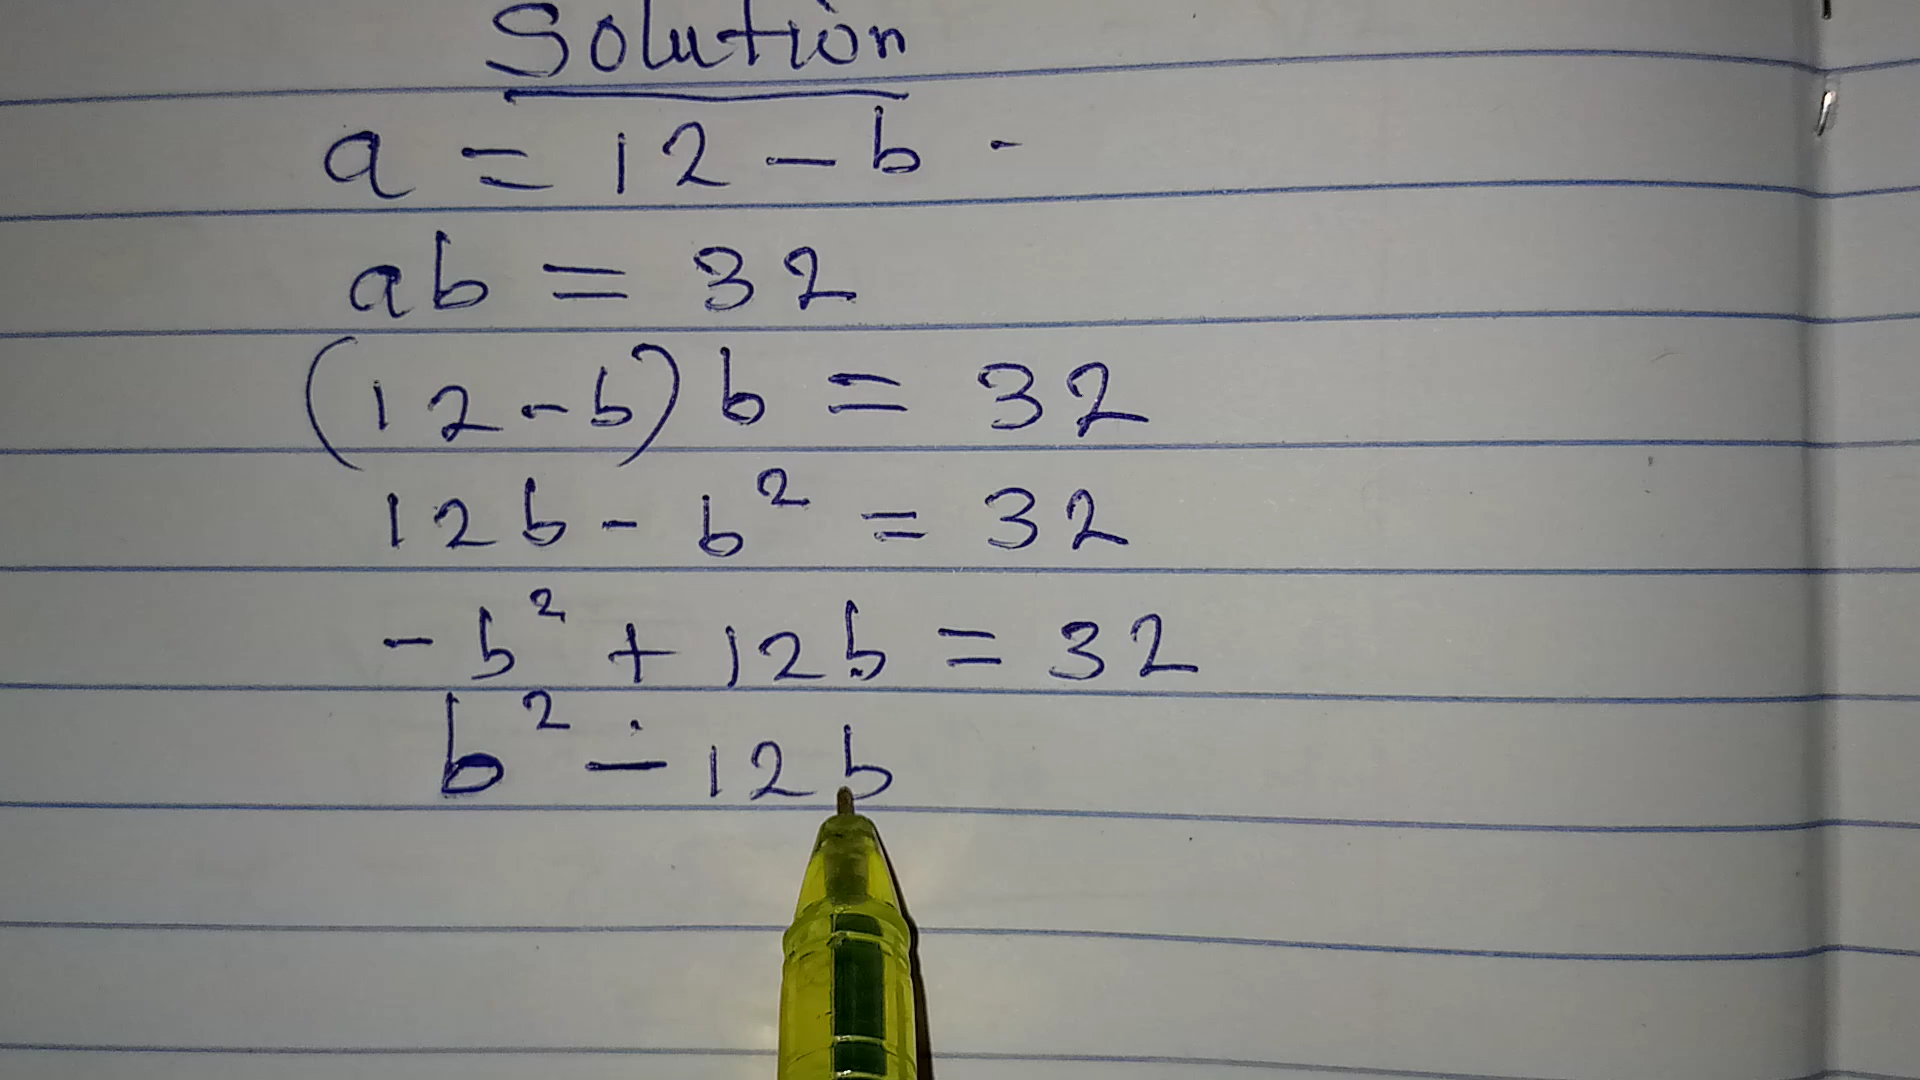 Solution
a = 12 - b -
ab = 32
(12-b)b = 32
12b - b² = 32
-b² + 12b = 32
b² - 12b